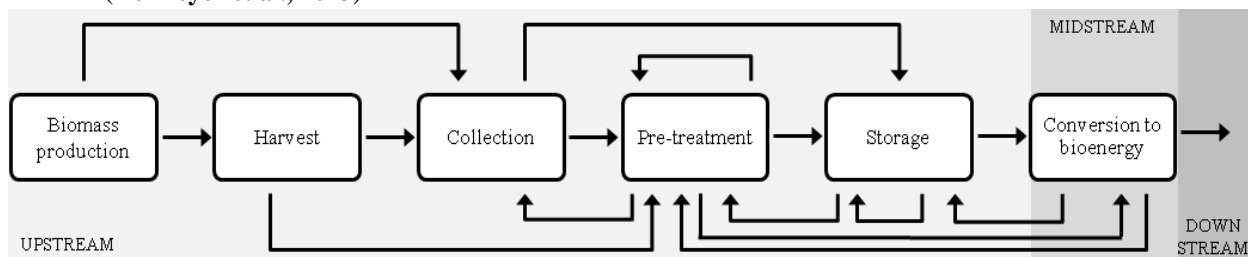 MIDSTREAM
Biomass
production
Harvest
Collection
Pre-treatment
Storage
Conversion to
bioenergy
UPSTREAM
DOWN
STREAM